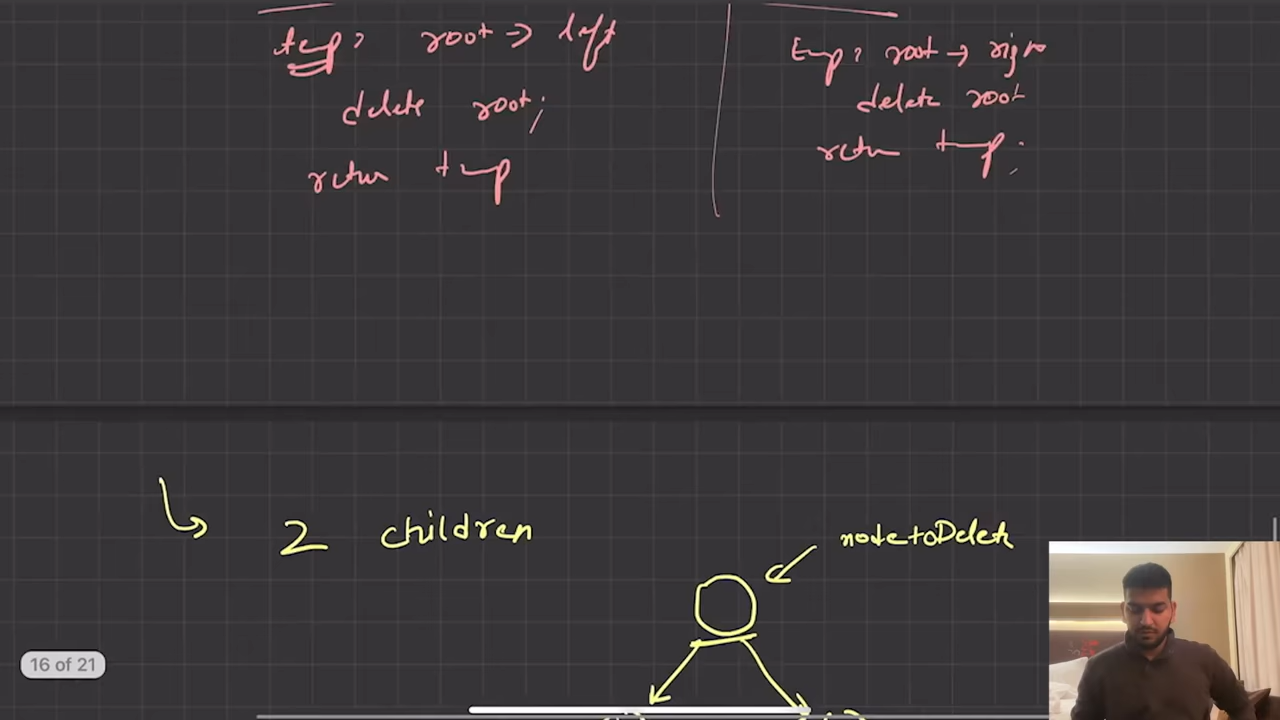 temp = root -> left
delete root;
return temp
temp = root -> right
delete root
return temp;
2 children
nodetoDelete
16 of 21